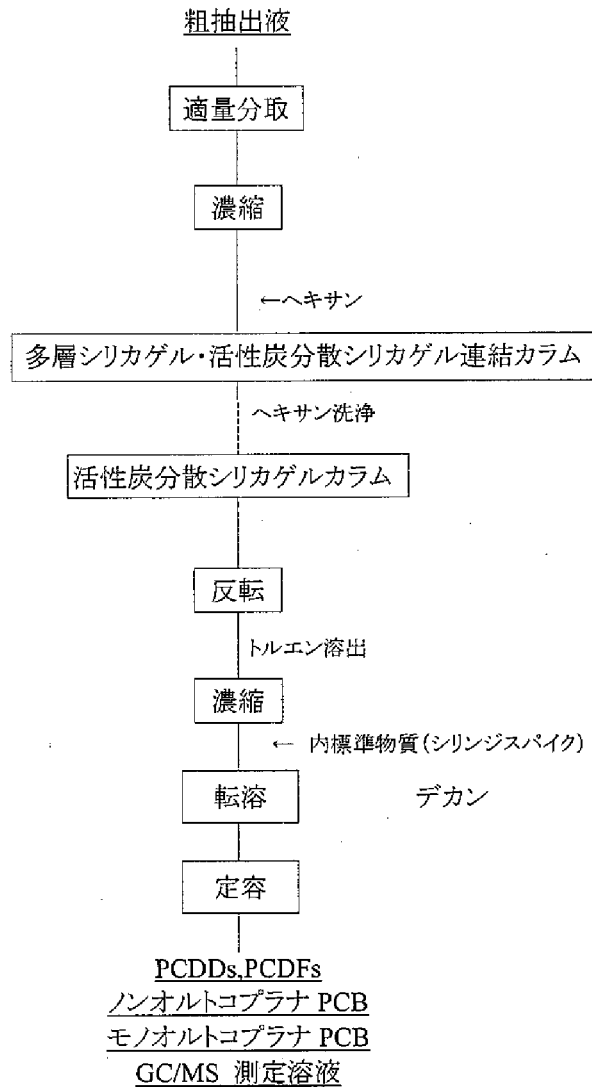 粗抽出液
適量分取
濃縮
←ヘキサン
多層シリカゲル・活性炭分散シリカゲル連結カラム
ヘキサン洗浄
活性炭分散シリカゲルカラム
反転
トルエン溶出
濃縮
← 内標準物質(シリンジスパイク)
転溶 デカン
定容
PCDDs,PCDFs
ノンオルトコプラナ PCB
モノオルトコプラナ PCB
GC/MS 測定溶液